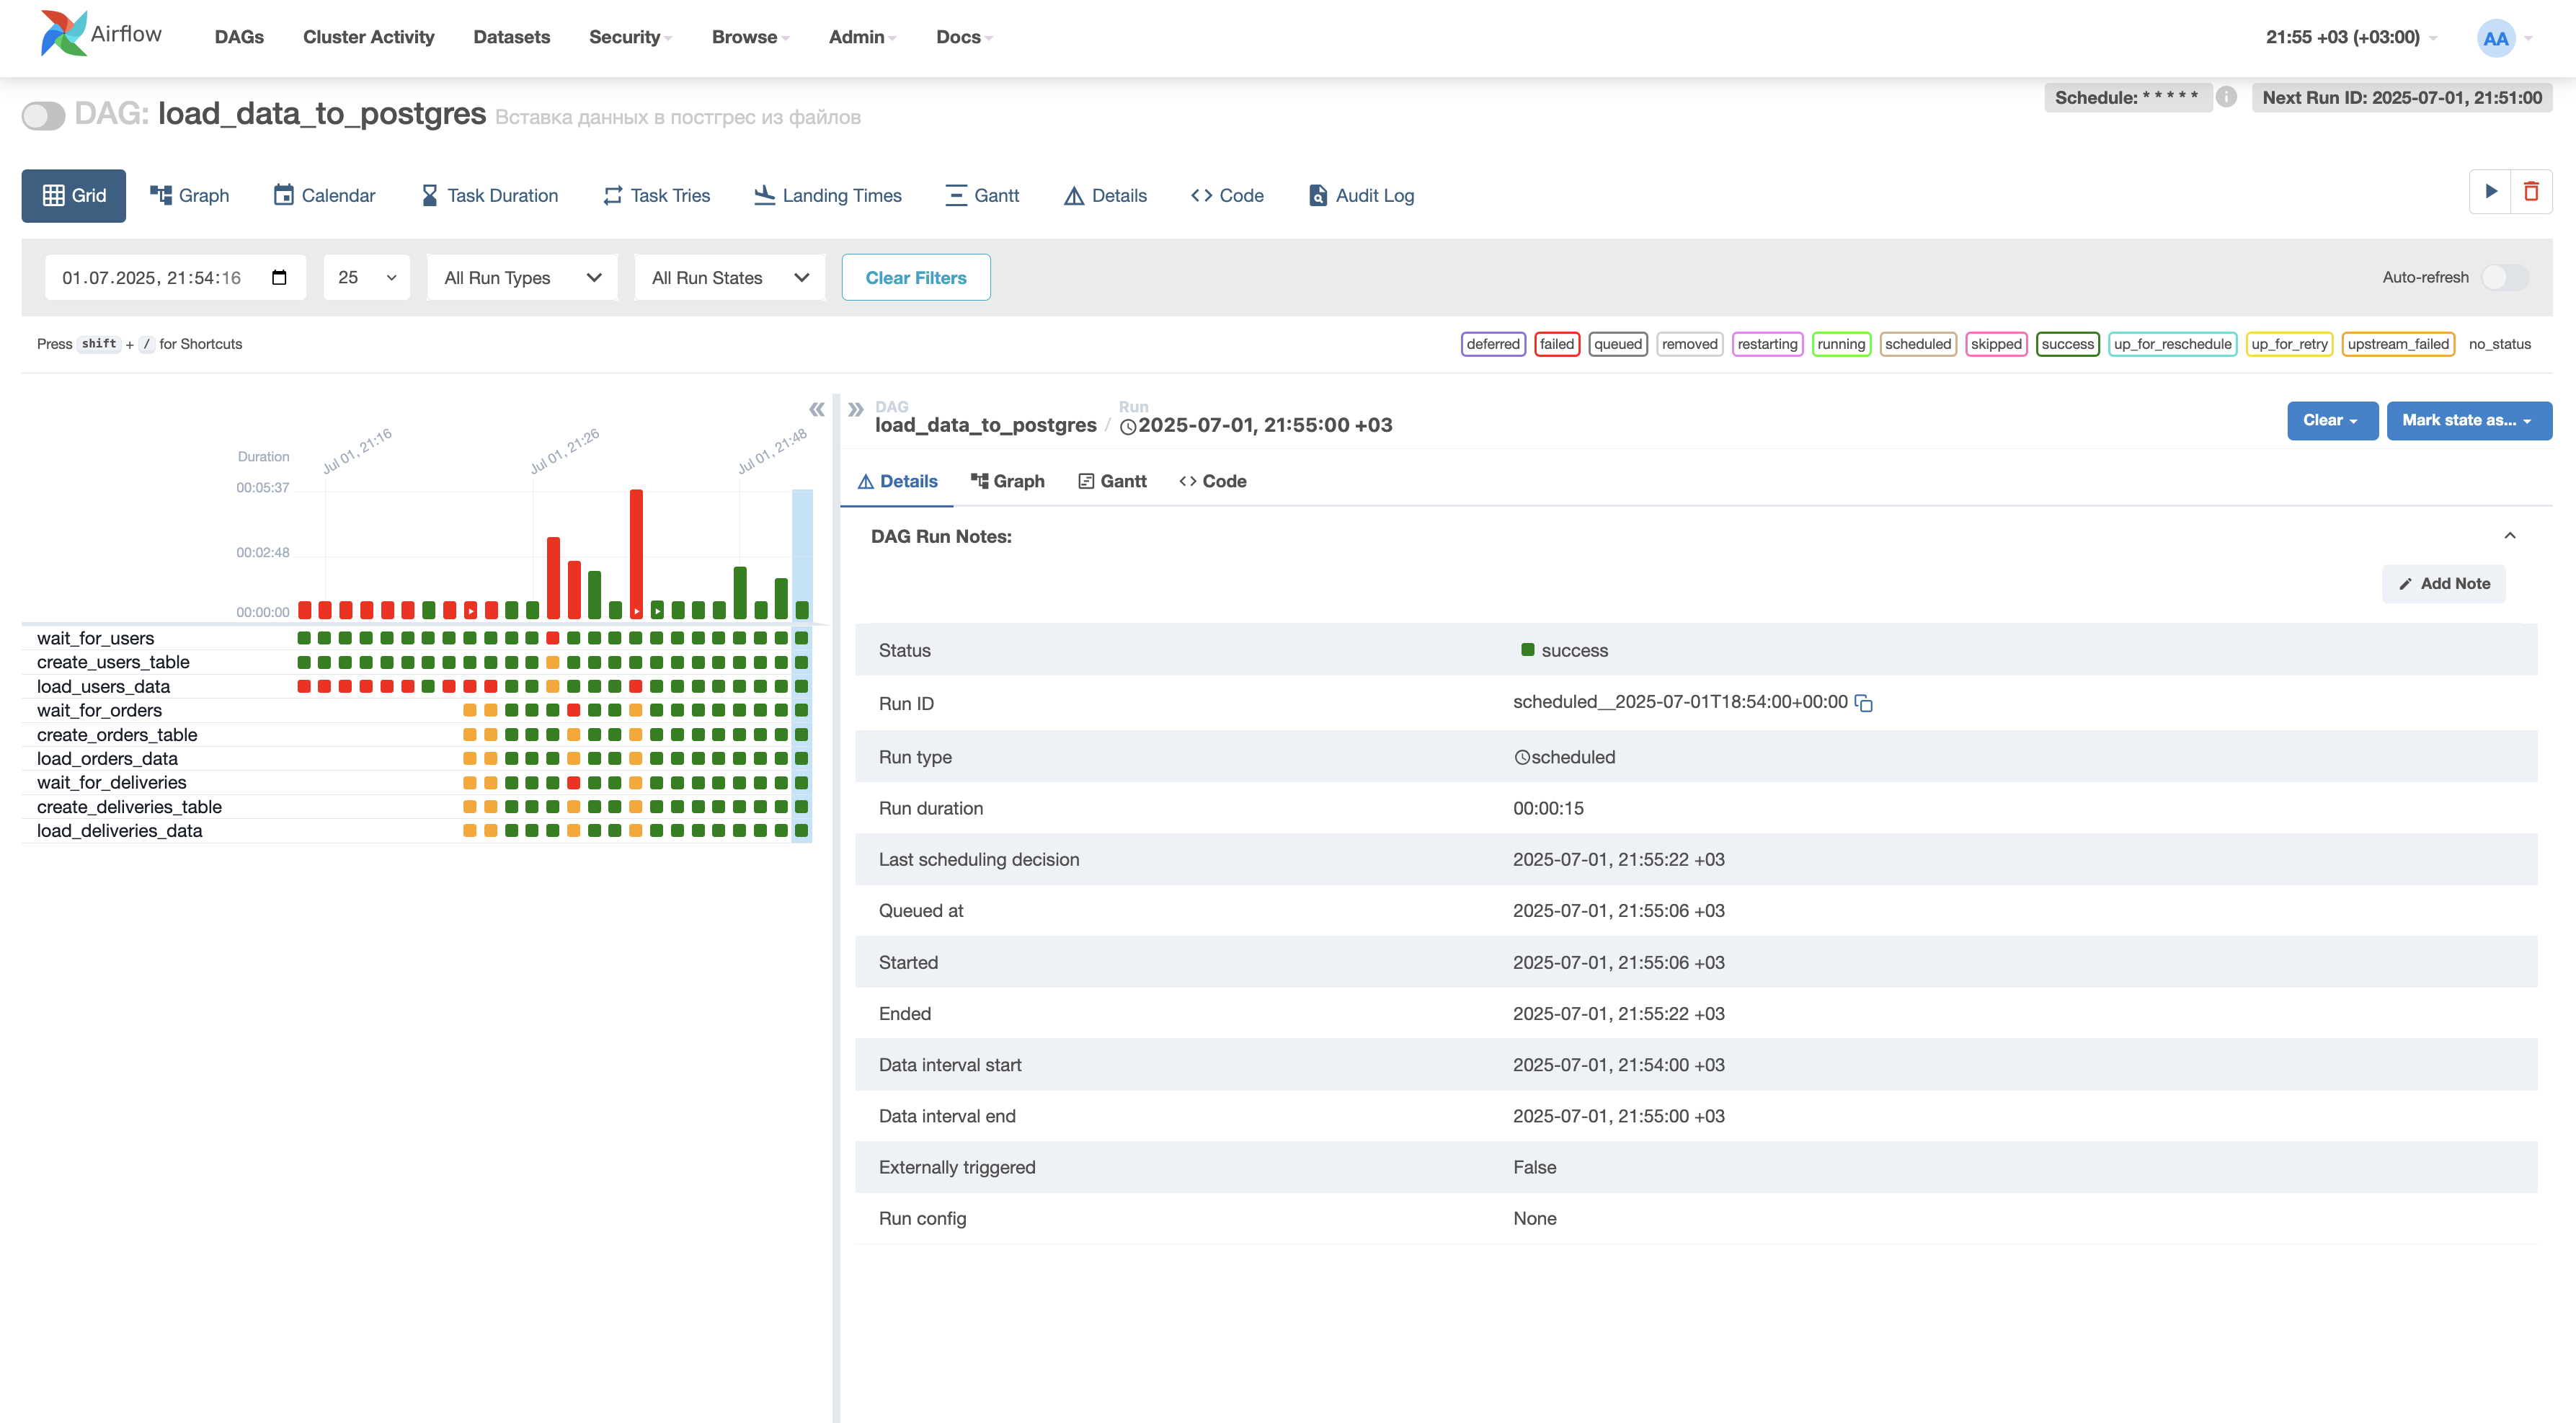 Airflow DAGs Cluster Activity Datasets Security Browse Admin Docs 21:55 +03 (+03:00) AA
DAG: load_data_to_postgres Вставка данных в постгрес из файлов Schedule: * * * * * i Next Run ID: 2025-07-01, 21:51:00
Grid Graph Calendar Task Duration Task Tries Landing Times Gantt Details Code Audit Log
01.07.2025, 21:54:16 25 All Run Types All Run States Clear Filters Auto-refresh
Press shift + / for Shortcuts deferred failed queued removed restarting running scheduled skipped success up_for_reschedule up_for_retry upstream_failed no_status
Duration
Jul 01, 21:16
Jul 01, 21:26
Jul 01, 21:48
00:05:37
00:02:48
00:00:00
wait_for_users
create_users_table
load_users_data
wait_for_orders
create_orders_table
load_orders_data
wait_for_deliveries
create_deliveries_table
load_deliveries_data
DAG Run
load_data_to_postgres / 2025-07-01, 21:55:00 +03
Clear Mark state as...
Details Graph Gantt Code
DAG Run Notes:
Add Note
Status success
Run ID scheduled__2025-07-01T18:54:00+00:00
Run type scheduled
Run duration 00:00:15
Last scheduling decision 2025-07-01, 21:55:22 +03
Queued at 2025-07-01, 21:55:06 +03
Started 2025-07-01, 21:55:06 +03
Ended 2025-07-01, 21:55:22 +03
Data interval start 2025-07-01, 21:54:00 +03
Data interval end 2025-07-01, 21:55:00 +03
Externally triggered False
Run config None